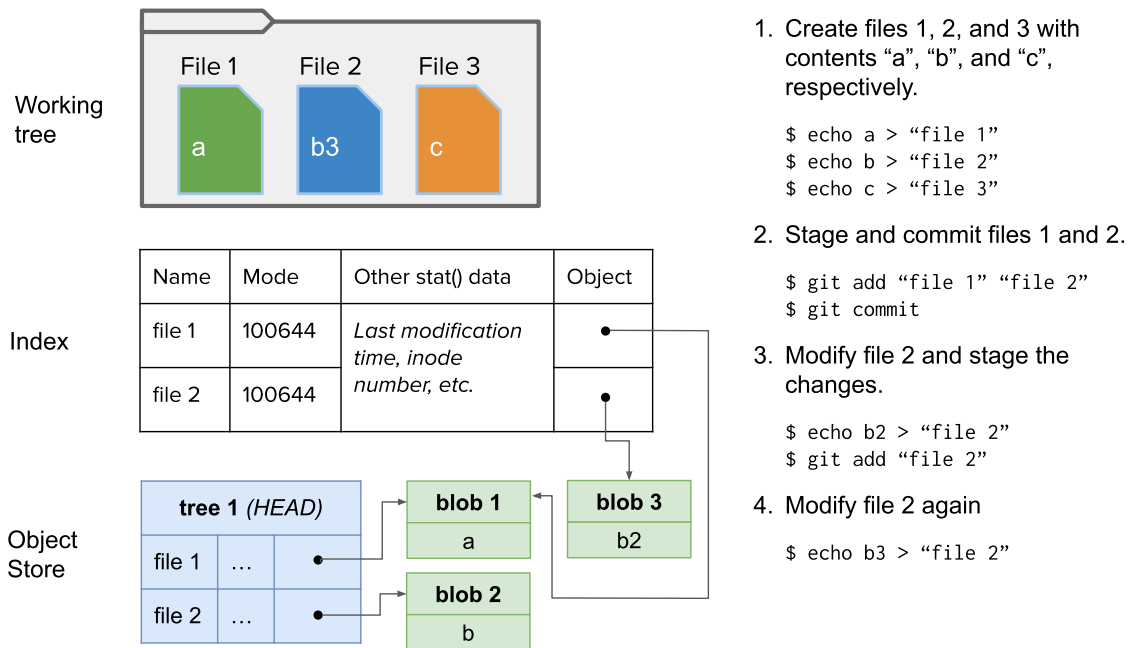 Working
tree
File 1
File 2
File 3
a
b3
c
Index
Name
Mode
Other stat() data
Object
file 1
100644
Last modification
time, inode
number, etc.
file 2
100644
Object
Store
tree 1 (HEAD)
file 1
...
file 2
...
blob 1
a
blob 2
b
blob 3
b2
1. Create files 1, 2, and 3 with
contents “a”, “b”, and “c”,
respectively.
$ echo a > “file 1”
$ echo b > “file 2”
$ echo c > “file 3”
2. Stage and commit files 1 and 2.
$ git add “file 1” “file 2”
$ git commit
3. Modify file 2 and stage the
changes.
$ echo b2 > “file 2”
$ git add “file 2”
4. Modify file 2 again
$ echo b3 > “file 2”